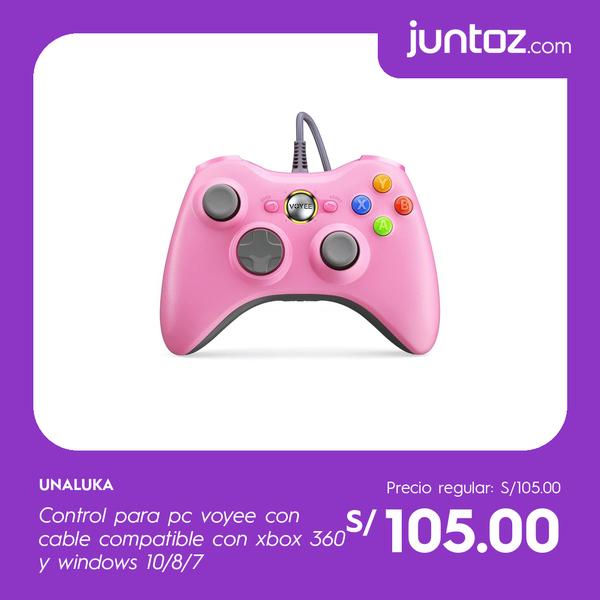 juntoz.com
VOYEE
Y
X
B
A
UNALUKA
Control para pc voyee con
cable compatible con xbox 360
y windows 10/8/7
Precio regular: S/105.00
S/ 105.00